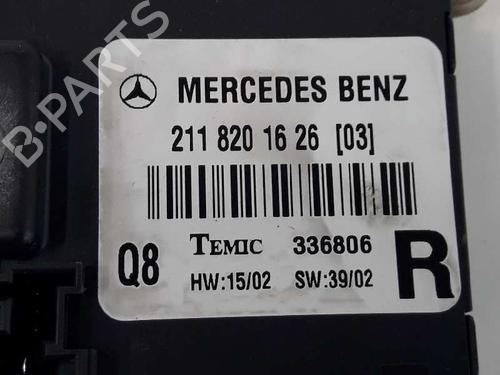 B-PARTS
MERCEDES BENZ
211 820 16 26 [03]
Q8 TEMIC 336806 R
HW:15/02 SW:39/02